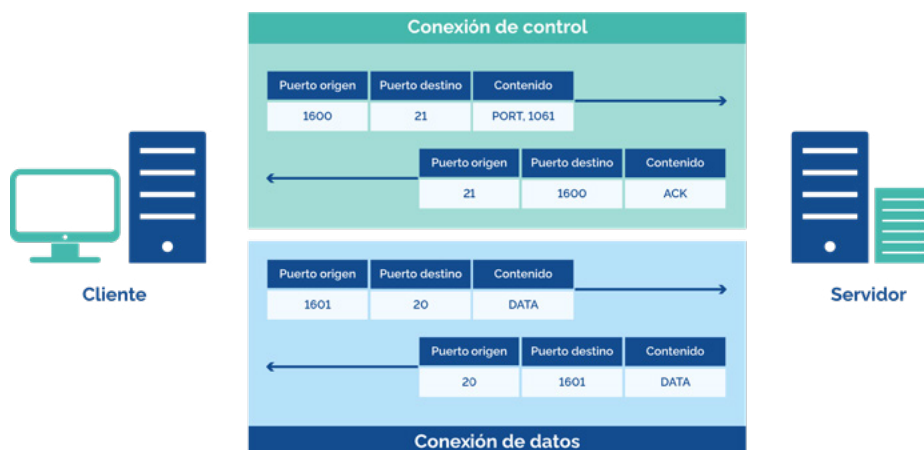 Conexión de control
Puerto origen Puerto destino Contenido
1600 21 PORT, 1061
Puerto origen Puerto destino Contenido
21 1600 ACK
Cliente
Servidor
Puerto origen Puerto destino Contenido
1601 20 DATA
Puerto origen Puerto destino Contenido
20 1601 DATA
Conexión de datos